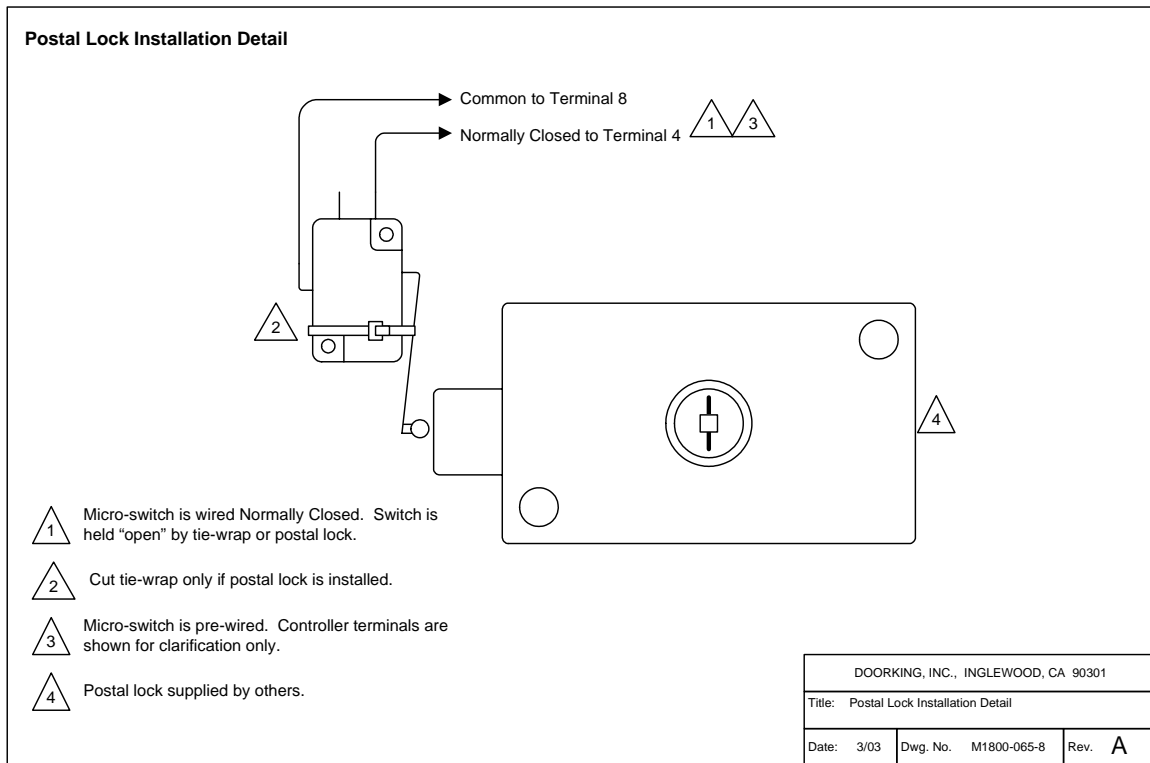 Postal Lock Installation Detail
Common to Terminal 8
Normally Closed to Terminal 4
1
3
2
4
1
Micro-switch is wired Normally Closed. Switch is
held “open” by tie-wrap or postal lock.
2
Cut tie-wrap only if postal lock is installed.
3
Micro-switch is pre-wired. Controller terminals are
shown for clarification only.
4
Postal lock supplied by others.
DOORKING, INC., INGLEWOOD, CA 90301
Title: Postal Lock Installation Detail
Date: 3/03 Dwg. No. M1800-065-8 Rev. A